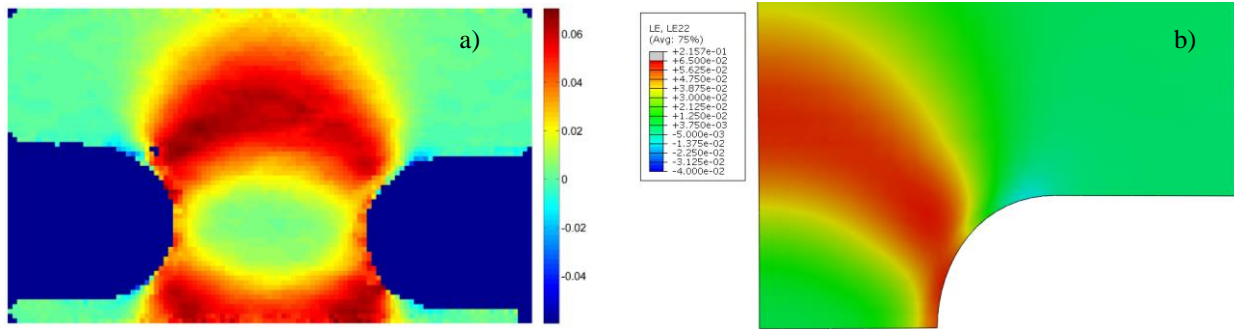 a)
0.06
0.04
0.02
0
-0.02
-0.04
LE, LE22
(Avg: 75%)
+2.157e-01
+6.500e-02
+5.625e-02
+4.750e-02
+3.875e-02
+3.000e-02
+2.125e-02
+1.250e-02
+3.750e-03
-5.000e-03
-1.375e-02
-2.250e-02
-3.125e-02
-4.000e-02
b)